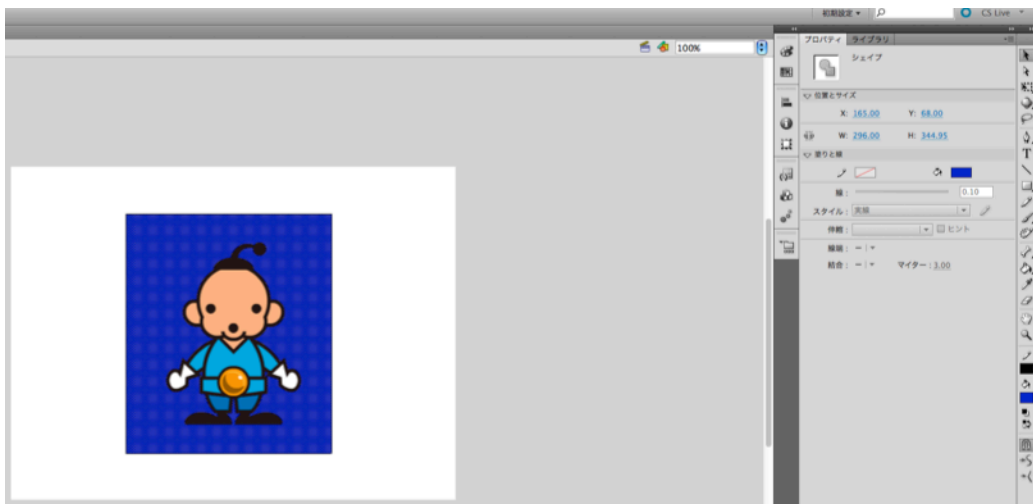 初期設定
CS Live
100%
プロパティ ライブラリ
シェイプ
位置とサイズ
X: 165.00 Y: 68.00
W: 296.00 H: 344.95
塗りと線
線: 0.10
スタイル: 実線
伸縮: ヒント
線端: -
結合: - マイター: 3.00